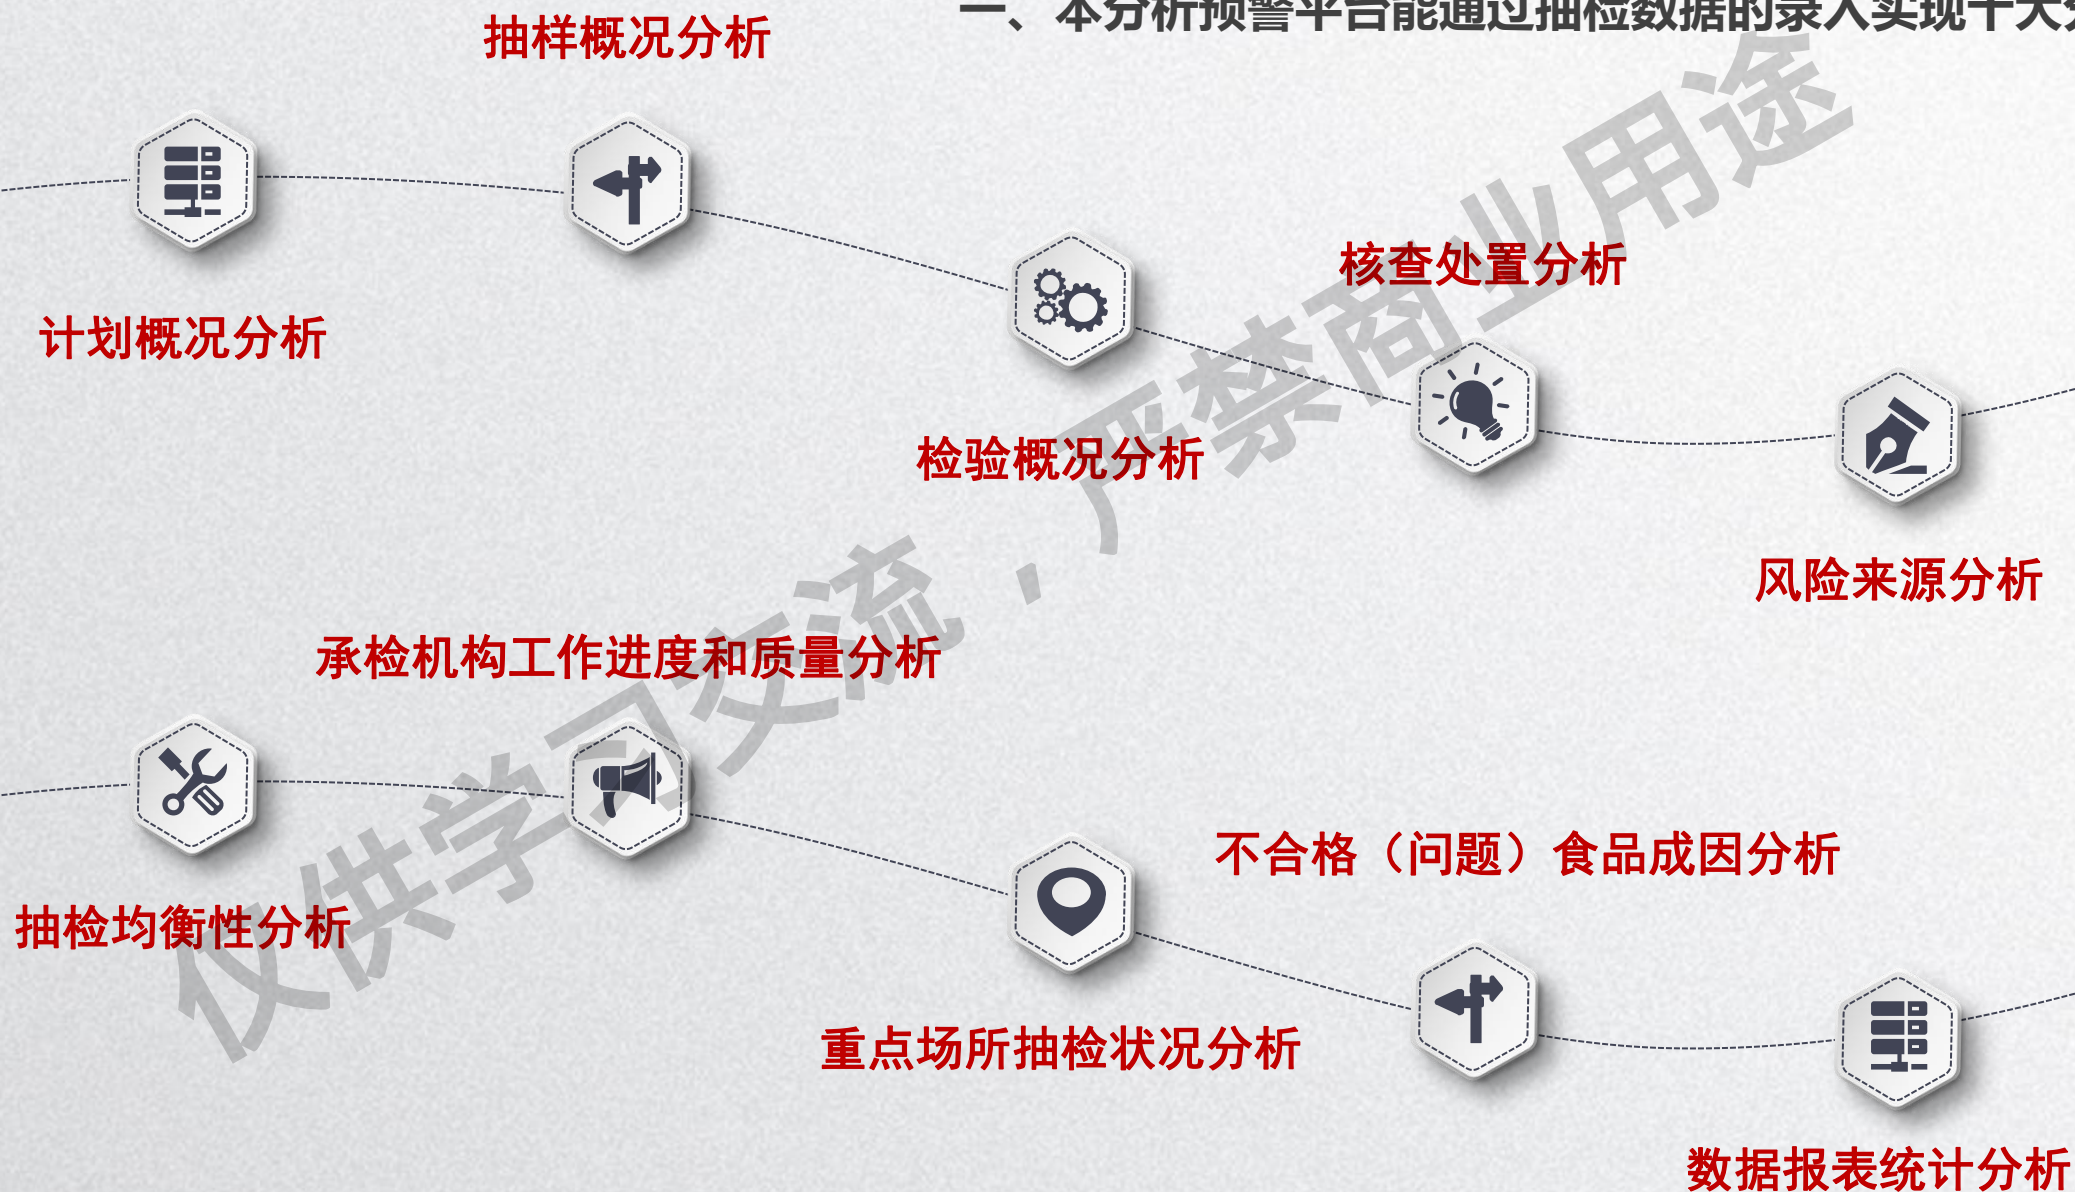 一、本分析预警平台能通过抽检数据的录入实现十大分
抽样概况分析
计划概况分析
核查处置分析
检验概况分析
风险来源分析
承检机构工作进度和质量分析
不合格（问题）食品成因分析
抽检均衡性分析
重点场所抽检状况分析
数据报表统计分析
仅供学习交流，严禁商业用途